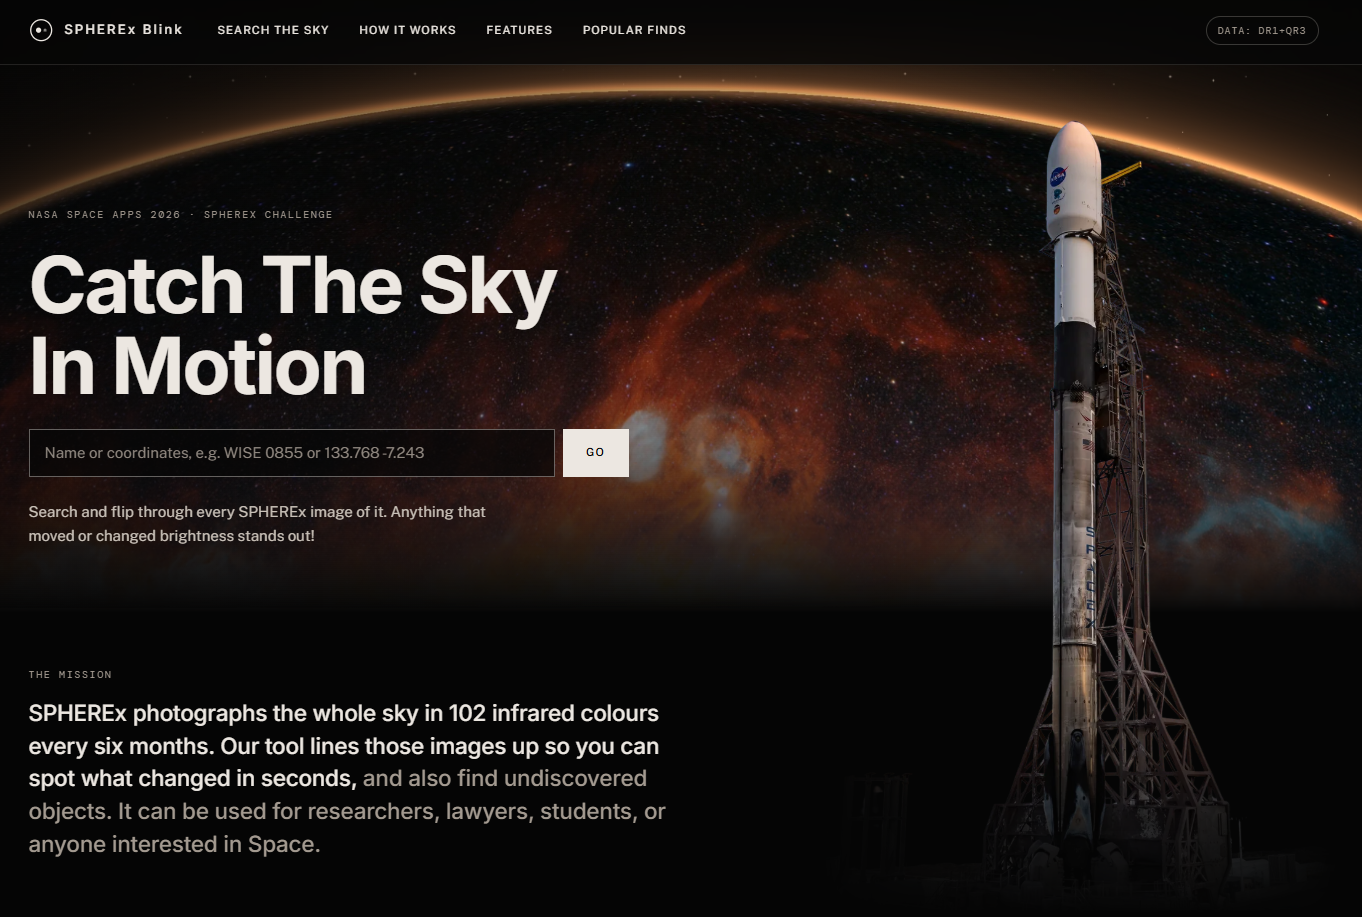 SPHEREx Blink
SEARCH THE SKY
HOW IT WORKS
FEATURES
POPULAR FINDS
DATA: DR1+QR3
NASA SPACE APPS 2026 · SPHEREX CHALLENGE
Catch The Sky
In Motion
Name or coordinates, e.g. WISE 0855 or 133.768 -7.243
GO
Search and flip through every SPHEREx image of it. Anything that
moved or changed brightness stands out!
NASA
SPACEX
THE MISSION
SPHEREx photographs the whole sky in 102 infrared colours
every six months. Our tool lines those images up so you can
spot what changed in seconds, and also find undiscovered
objects. It can be used for researchers, lawyers, students, or
anyone interested in Space.